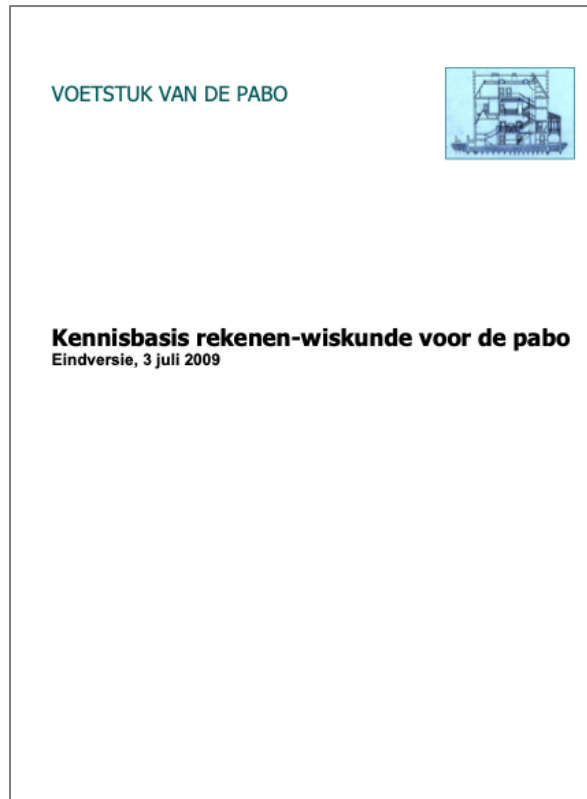 VOETSTUK VAN DE PABO
Kennisbasis rekenen-wiskunde voor de pabo
Eindversie, 3 juli 2009